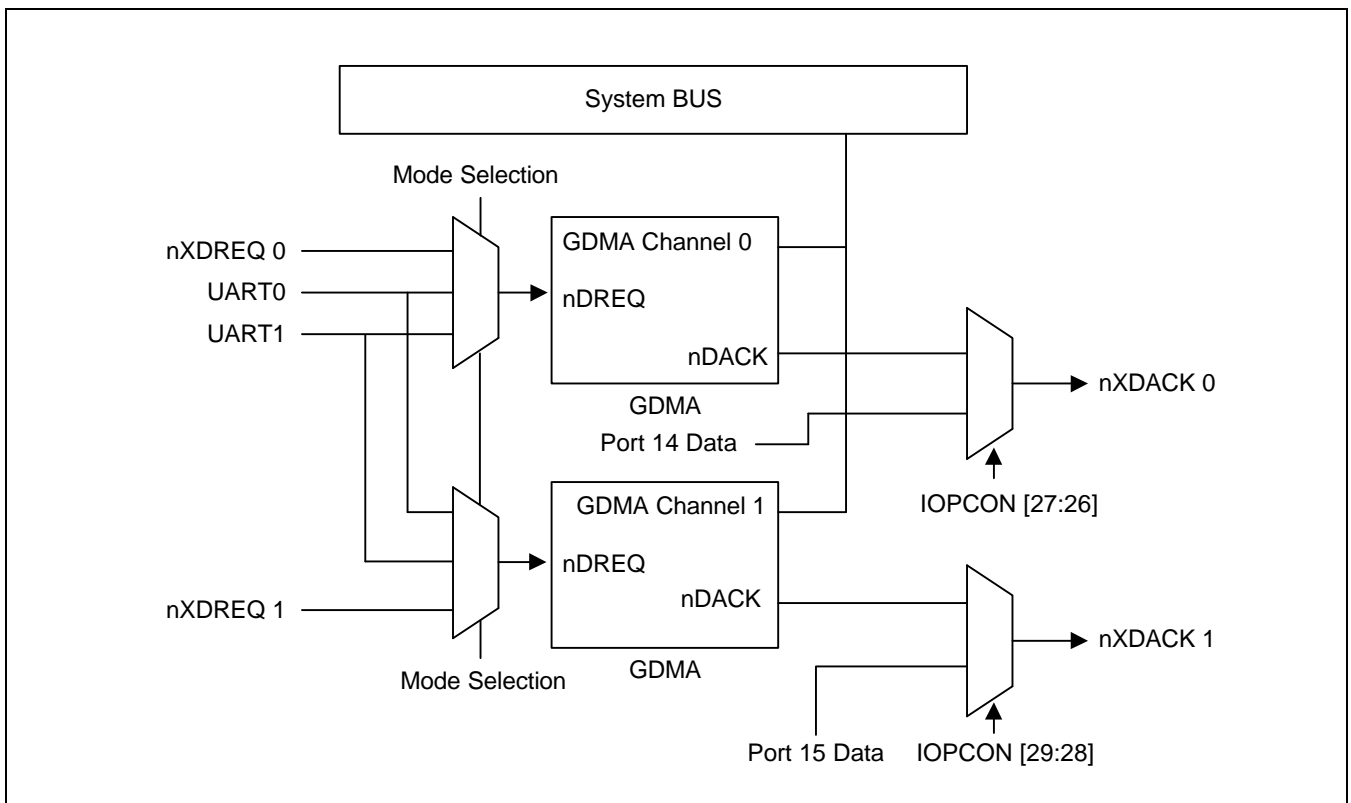 System BUS
Mode Selection
nXDREQ 0
UART0
UART1
GDMA Channel 0
nDREQ
nDACK
GDMA
Port 14 Data
nXDACK 0
IOPCON [27:26]
GDMA Channel 1
nDREQ
nDACK
GDMA
nXDREQ 1
Mode Selection
nXDACK 1
Port 15 Data
IOPCON [29:28]